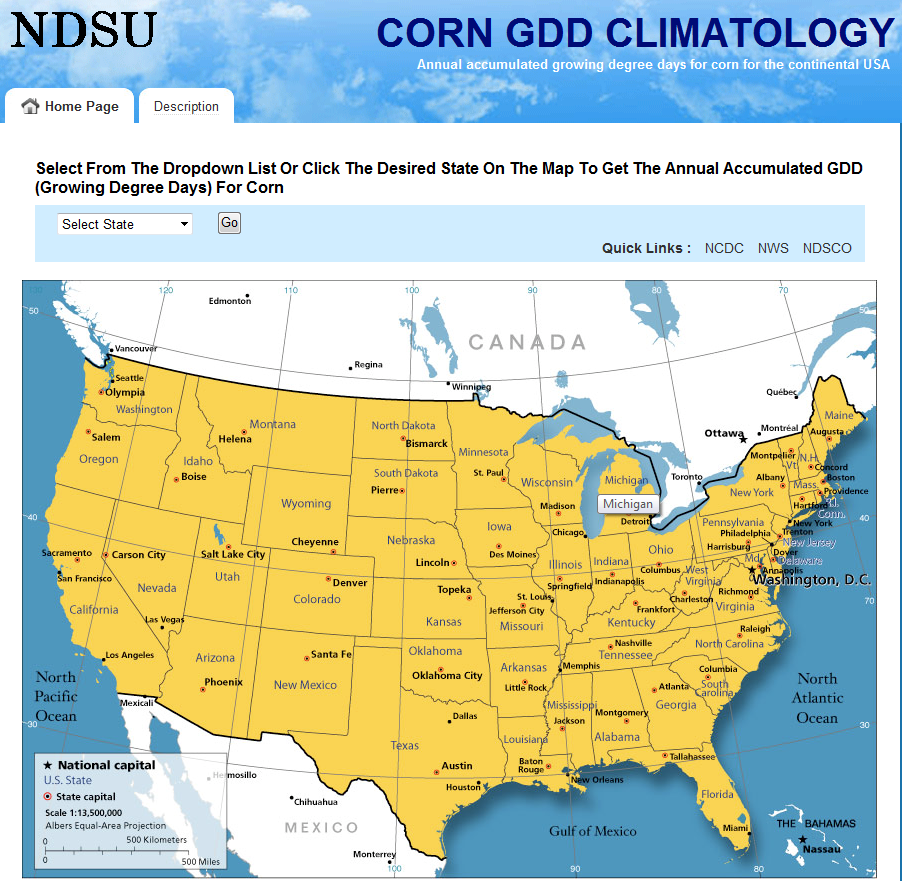 NDSU
CORN GDD CLIMATOLOGY
Annual accumulated growing degree days for corn for the continental USA
Home Page
Description
Select From The Dropdown List Or Click The Desired State On The Map To Get The Annual Accumulated GDD
(Growing Degree Days) For Corn
Select State
Go
Quick Links :
NCDC
NWS
NDSCO
120
110
100
90
80
70
50
50
Edmonton
CANADA
Vancouver
Regina
Winnipeg
Québec
Seattle
Olympia
Washington
Montana
Helena
North Dakota
Bismarck
Minnesota
Ottawa
Montréal
Maine
Augusta
Salem
Oregon
Idaho
Boise
South Dakota
Pierre
St. Paul
Wisconsin
Michigan
Michigan
Toronto
Montpelier
Vt.
N.H.
Concord
Albany
Mass.
Boston
New York
Providence
Hartford
R.I.
Conn.
Wyoming
Madison
Detroit
40
40
Iowa
Chicago
Pennsylvania
New York
Philadelphia
Trenton
New Jersey
Harrisburg
Sacramento
Carson City
Salt Lake City
Cheyenne
Nebraska
Des Moines
Ohio
Dover
Delaware
Md.
Annapolis
Lincoln
Illinois
Indiana
Columbus
West
Virginia
Washington, D.C.
San Francisco
Nevada
Utah
Denver
Colorado
Topeka
Springfield
Indianapolis
St. Louis
Jefferson City
Charleston
Richmond
Virginia
70
California
Las Vegas
Kansas
Missouri
Frankfort
Kentucky
Raleigh
North Carolina
Los Angeles
Arizona
Santa Fe
Oklahoma
Nashville
Tennessee
Memphis
Phoenix
New Mexico
Oklahoma City
Arkansas
Little Rock
Columbia
South
Carolina
Atlanta
Georgia
North
Pacific
Ocean
North
Atlantic
Ocean
Mexicali
Dallas
Mississippi
Jackson
Montgomery
Alabama
30
30
Texas
Louisiana
Baton
Rouge
Tallahassee
Austin
Houston
New Orleans
Florida
Hermosillo
Chihuahua
MEXICO
Gulf of Mexico
Miami
THE BAHAMAS
Nassau
Monterrey
100
90
80
National capital
U.S. State
State capital
Scale 1:13,500,000
Albers Equal-Area Projection
0
500 Kilometers
0
500 Miles